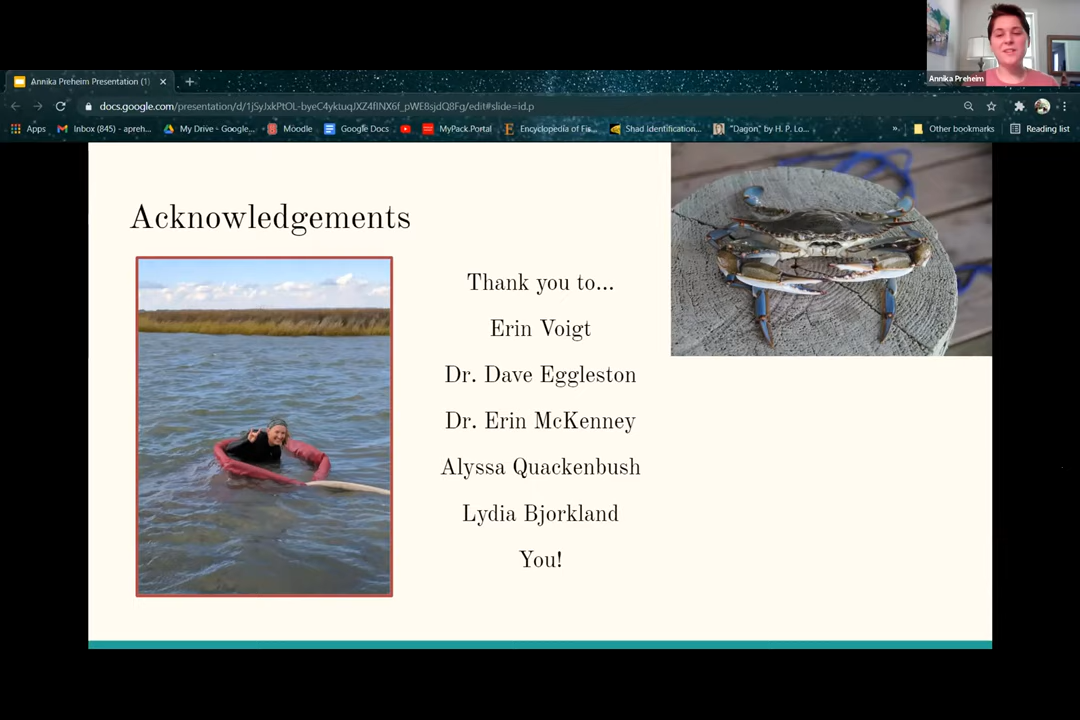 Annika Preheim
Annika Preheim Presentation (1)
docs.google.com/presentation/d/1jSyJxkPtOL-byeC4yktuqJXZ4fINX6f_pWE8sjdQ8Fg/edit#slide=id.p
Apps Inbox (845) - apreh... My Drive - Google... Moodle Google Docs MyPack Portal Encyclopedia of Fis... Shad Identification... "Dagon" by H. P. Lo... » Other bookmarks Reading list
Acknowledgements
Thank you to...
Erin Voigt
Dr. Dave Eggleston
Dr. Erin McKenney
Alyssa Quackenbush
Lydia Bjorkland
You!